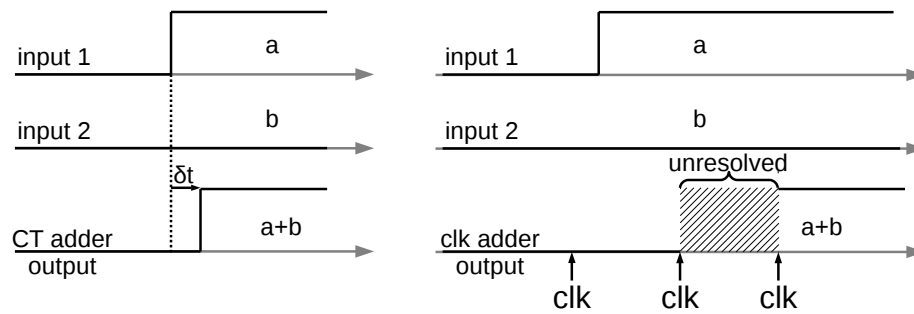 a
input 1
b
input 2
δt
CT adder
output
a+b
a
input 1
b
input 2
unresolved
clk adder
output
a+b
clk
clk
clk